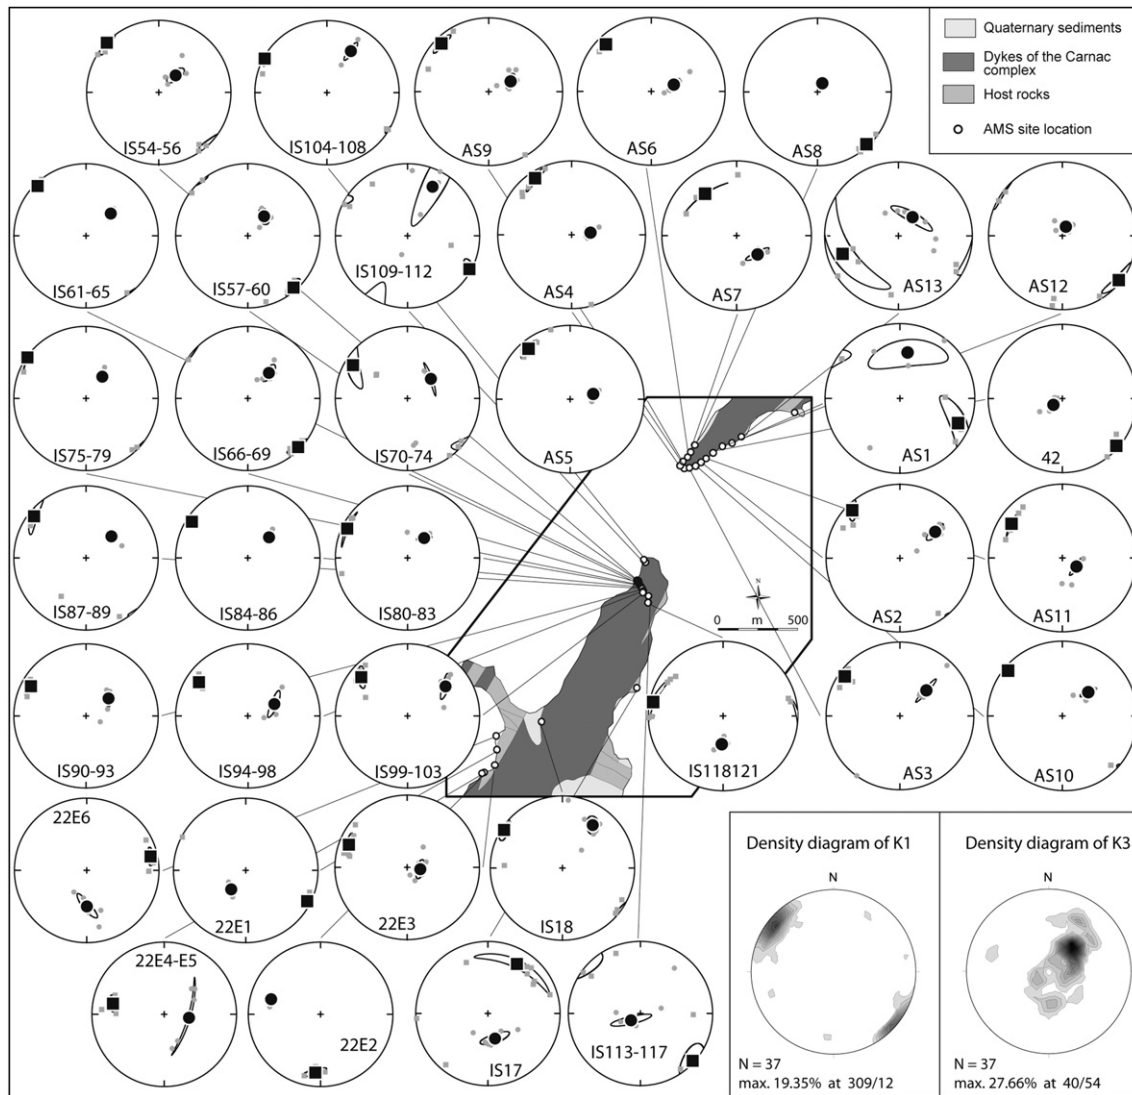 Quaternary sediments
Dykes of the Carnac
complex
Host rocks
AMS site location
IS54-56
IS104-108
AS9
AS6
AS8
IS61-65
IS57-60
IS109-112
AS4
AS7
AS13
AS12
IS75-79
IS66-69
IS70-74
AS5
AS1
42
IS87-89
IS84-86
IS80-83
N
0 m 500
AS2
AS11
IS90-93
IS94-98
IS99-103
IS118121
AS3
AS10
22E6
22E1
22E3
IS18
22E4-E5
22E2
IS17
IS113-117
Density diagram of K1
N
N = 37
max. 19.35% at 309/12
Density diagram of K3
N
N = 37
max. 27.66% at 40/54